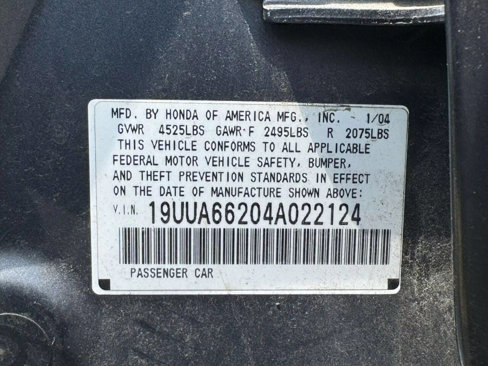 MFD. BY HONDA OF AMERICA MFG., INC. - 1/04
GVWR 4525LBS GAWR-F 2495LBS R 2075LBS
THIS VEHICLE CONFORMS TO ALL APPLICABLE
FEDERAL MOTOR VEHICLE SAFETY, BUMPER,
AND THEFT PREVENTION STANDARDS IN EFFECT
ON THE DATE OF MANUFACTURE SHOWN ABOVE:
V.I.N. 19UUA66204A022124
PASSENGER CAR